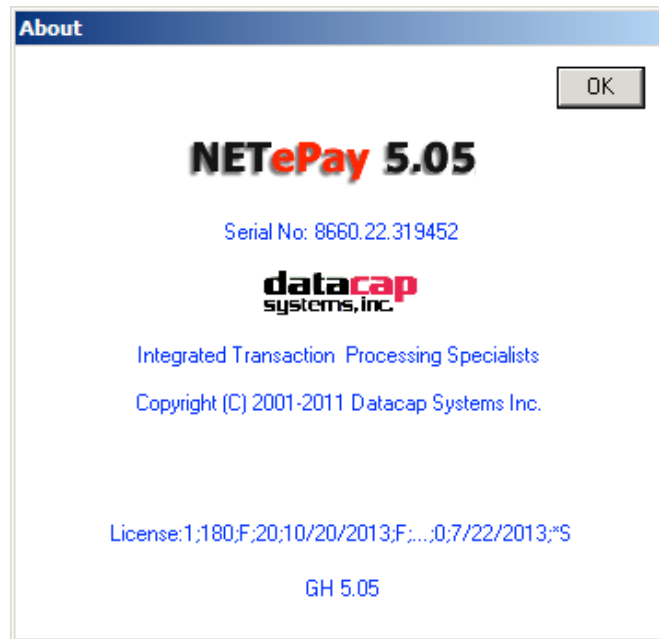 About
OK
NETePay 5.05
Serial No: 8660.22.319452
datacap
systems, inc.
Integrated Transaction Processing Specialists
Copyright (C) 2001-2011 Datacap Systems Inc.
License:1;180;F;20;10/20/2013;F;...;0;7/22/2013;*S
GH 5.05